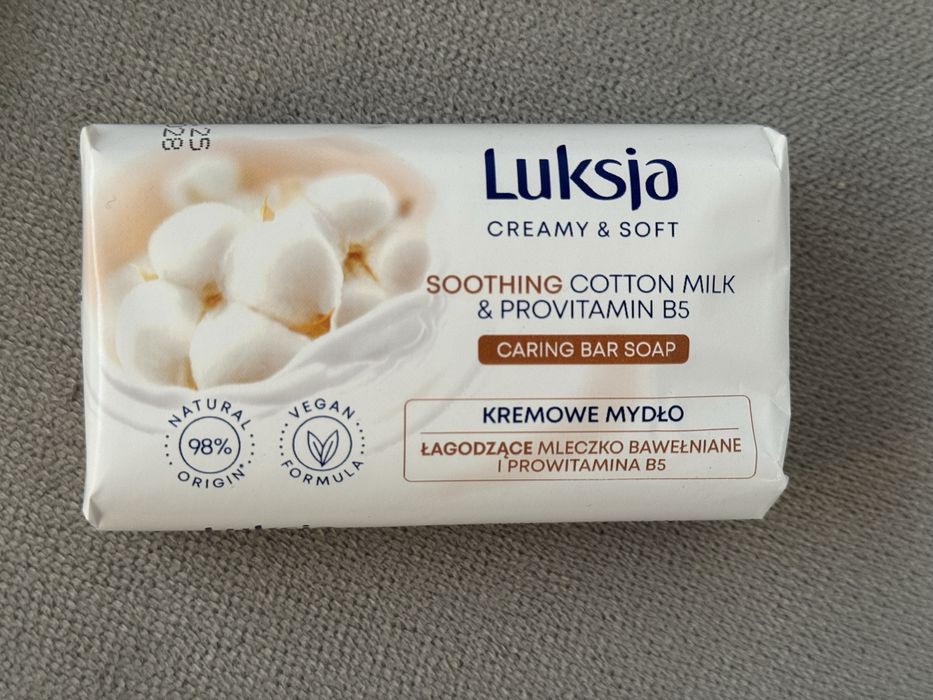 25
028
Luksja
CREAMY & SOFT
SOOTHING COTTON MILK
& PROVITAMIN B5
CARING BAR SOAP
NATURAL
98%
ORIGIN*
VEGAN
FORMULA
KREMOWE MYDŁO
ŁAGODZĄCE MLECZKO BAWEŁNIANE
I PROWITAMINA B5